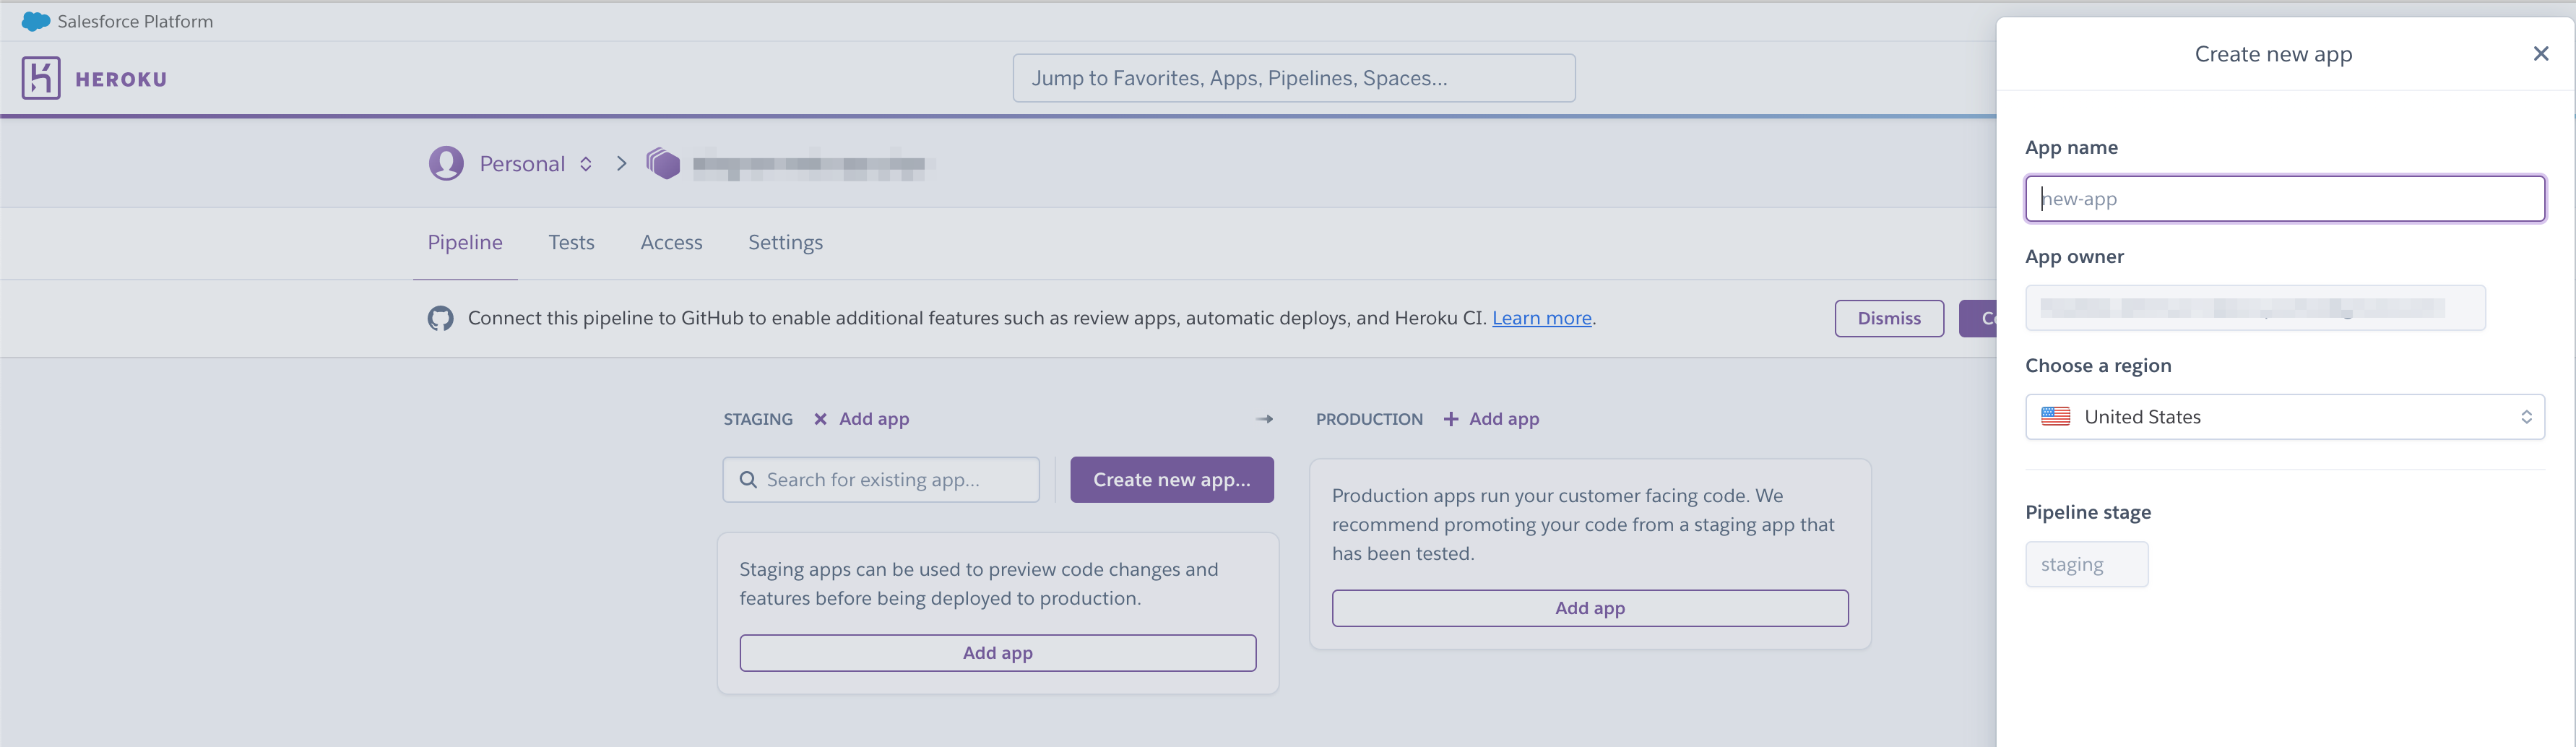 Salesforce Platform
HEROKU
Jump to Favorites, Apps, Pipelines, Spaces...
Personal
Pipeline Tests Access Settings
Connect this pipeline to GitHub to enable additional features such as review apps, automatic deploys, and Heroku CI. Learn more.
Dismiss
STAGING Add app
Search for existing app...
Create new app...
Staging apps can be used to preview code changes and
features before being deployed to production.
Add app
PRODUCTION Add app
Production apps run your customer facing code. We
recommend promoting your code from a staging app that
has been tested.
Add app
Create new app
App name
new-app
App owner
Choose a region
United States
Pipeline stage
staging